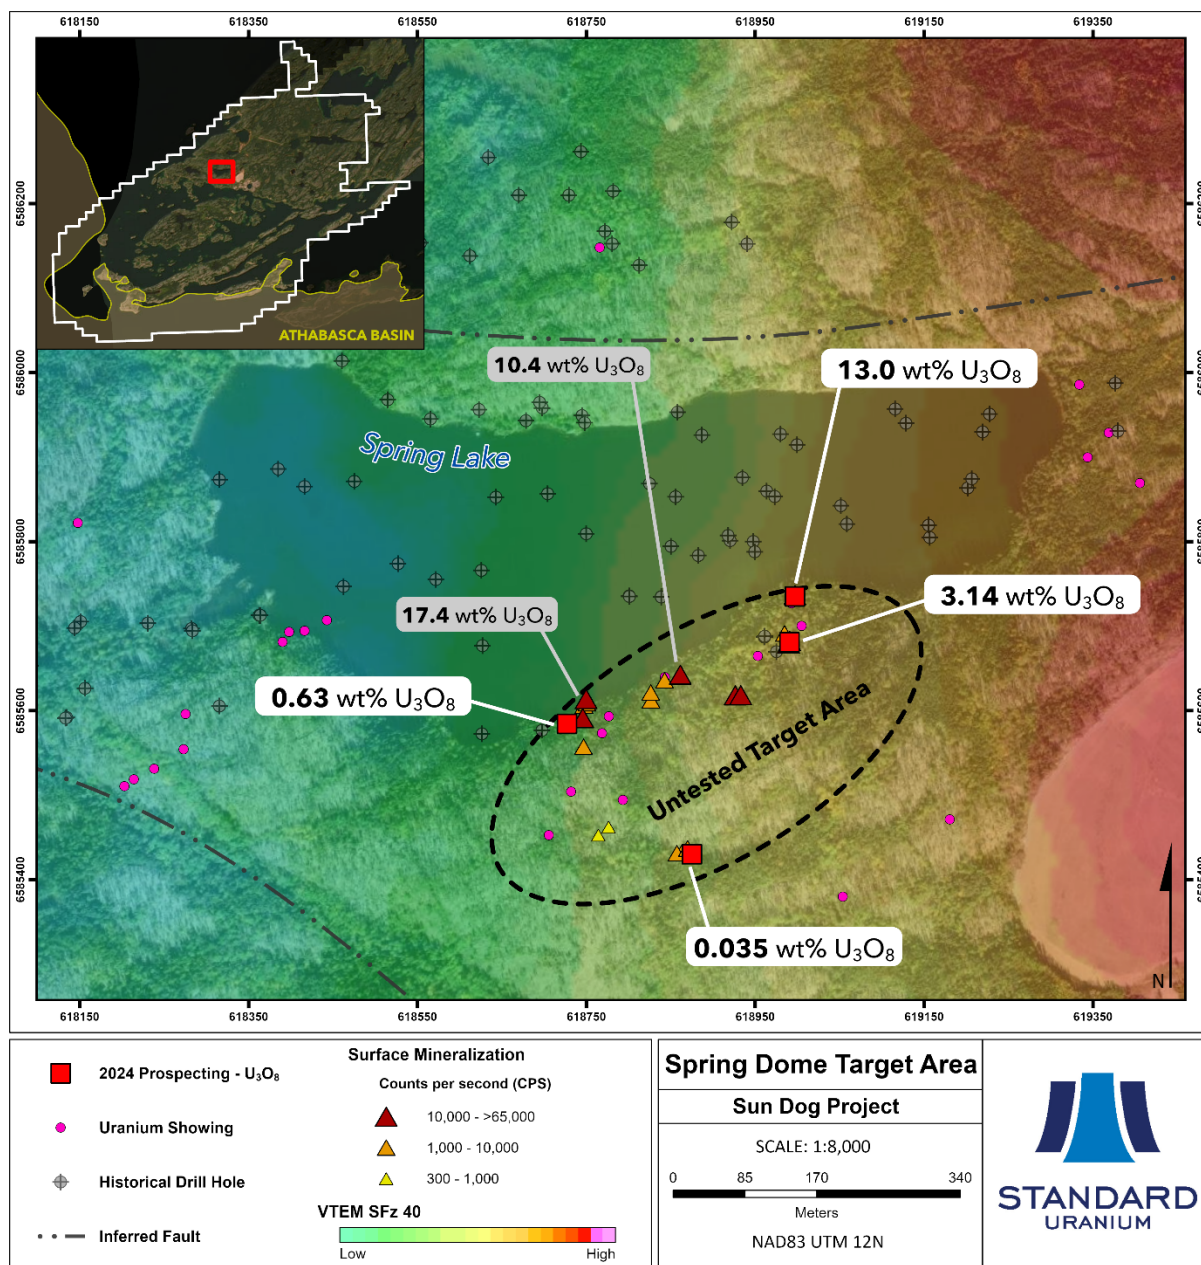 618150 618350 618550 618750 618950 619150 619350
6586200
6586200
ATHABASCA BASIN
6586000
6586000
10.4 wt% U₃O₈
13.0 wt% U₃O₈
Spring Lake
6585800
6585800
17.4 wt% U₃O₈
3.14 wt% U₃O₈
0.63 wt% U₃O₈
6585600
6585600
Untested Target Area
6585400
6585400
0.035 wt% U₃O₈
N
618150 618350 618550 618750 618950 619150 619350
2024 Prospecting - U₃O₈
Uranium Showing
Historical Drill Hole
Inferred Fault
Surface Mineralization
Counts per second (CPS)
10,000 - >65,000
1,000 - 10,000
300 - 1,000
VTEM SFz 40
Low High
Spring Dome Target Area
Sun Dog Project
SCALE: 1:8,000
0 85 170 340
Meters
NAD83 UTM 12N
STANDARD
URANIUM